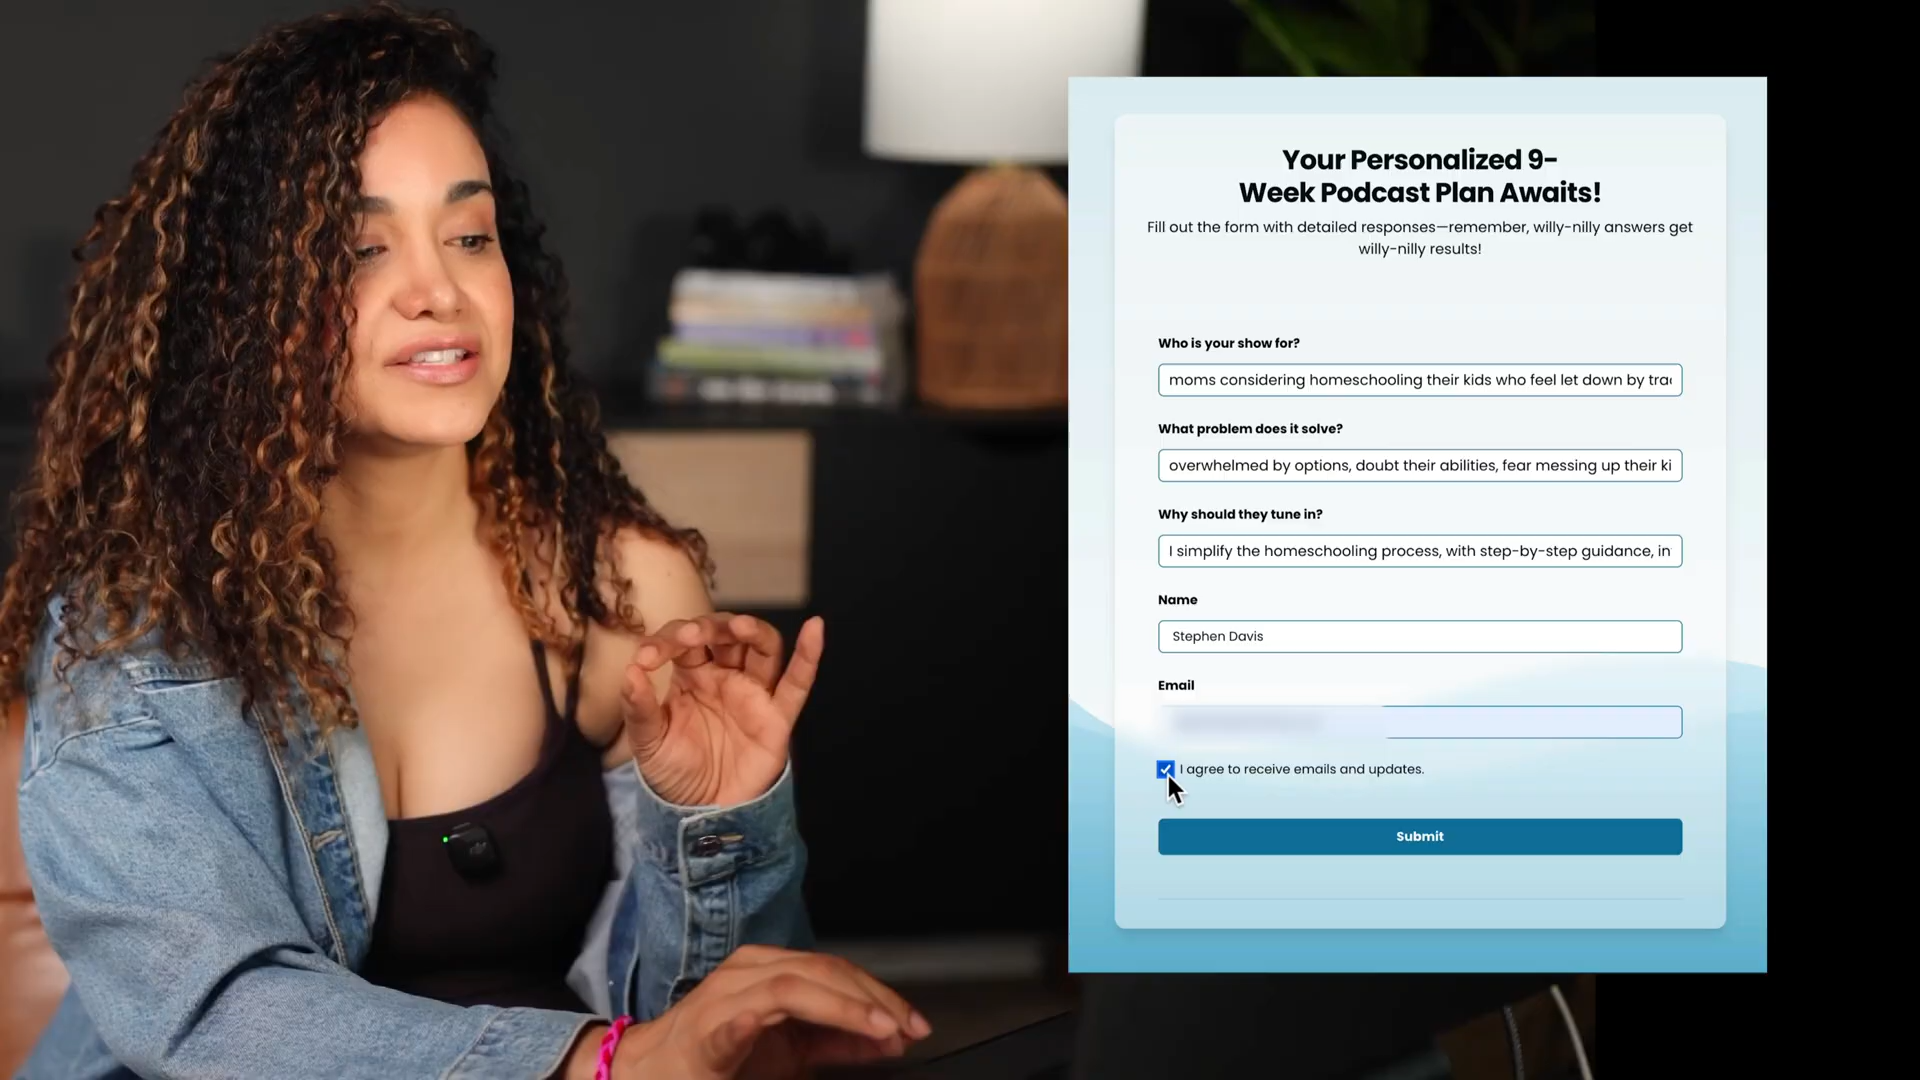 Your Personalized 9-
Week Podcast Plan Awaits!
Fill out the form with detailed responses—remember, willy-nilly answers get
willy-nilly results!
Who is your show for?
moms considering homeschooling their kids who feel let down by
What problem does it solve?
overwhelmed by options, doubt their abilities, fear messing up their
Why should they tune in?
I simplify the homeschooling process, with step-by-step guidance,
Name
Stephen Davis
Email
I agree to receive emails and updates.
Submit